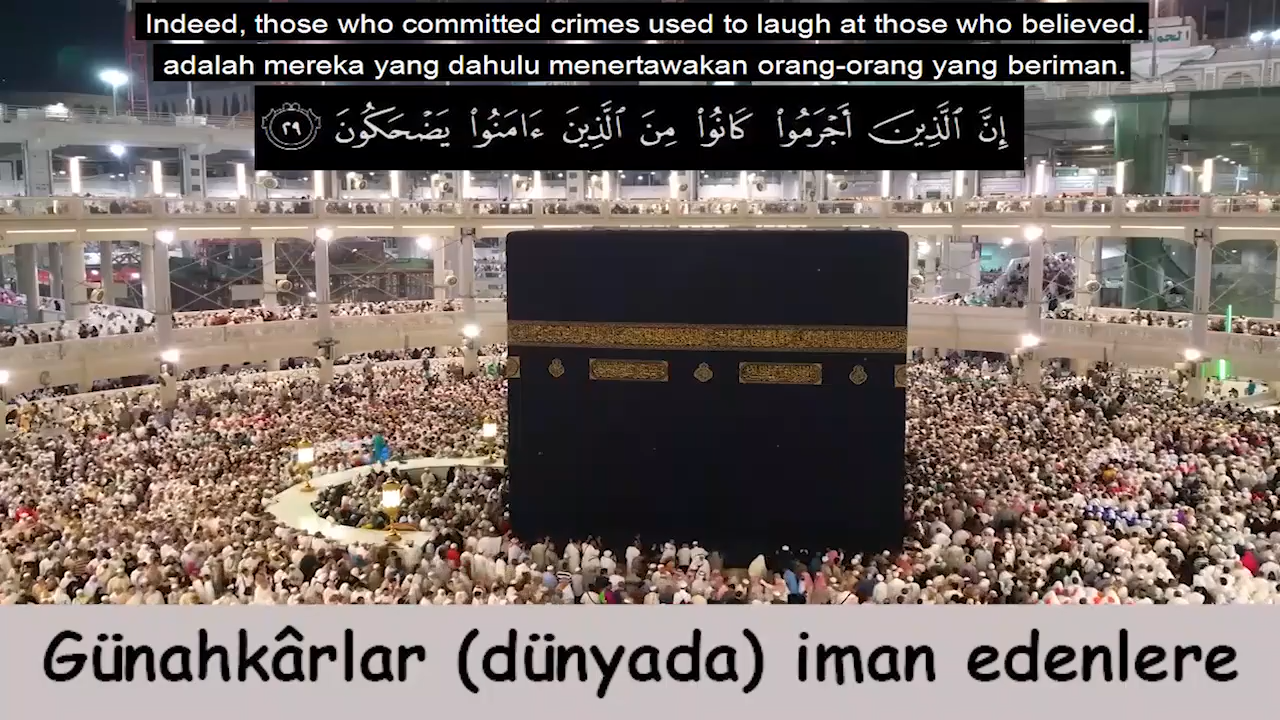 Indeed, those who committed crimes used to laugh at those who believed.
adalah mereka yang dahulu menertawakan orang-orang yang beriman.
إِنَّ ٱلَّذِينَ أَجْرَمُوا۟ كَانُوا۟ مِنَ ٱلَّذِينَ ءَامَنُوا۟ يَضْحَكُونَ ٢٩
Günahkârlar (dünyada) iman edenlere